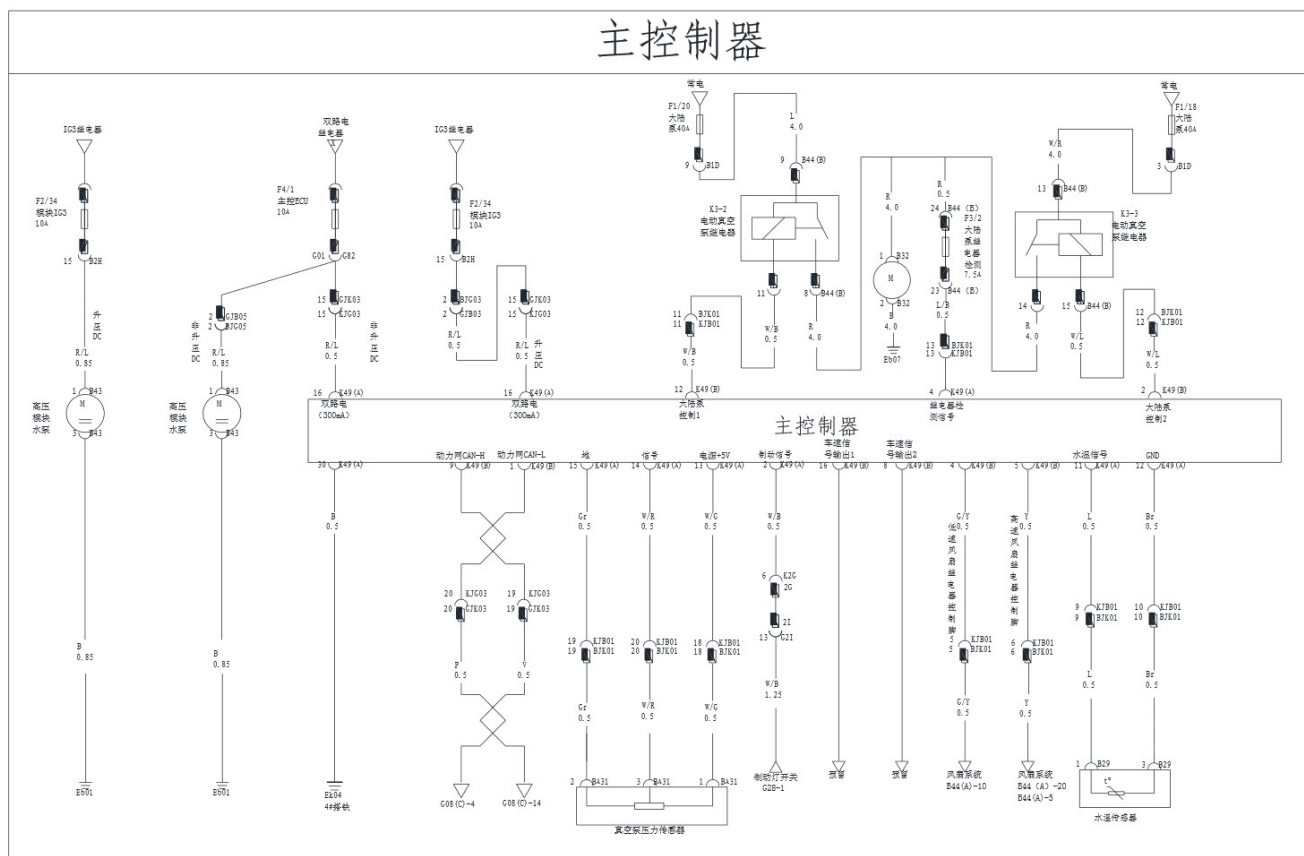 主控制器
常电
常电
F1/20
大陆
泵40A
L
4.0
F1/18
大陆
泵40A
IG3继电器
双路电
继电器
IG3继电器
W/R
4.0
9 B1D
9 B44(B)
3 B1D
F2/34
模块IG3
10A
F4/1
主控ECU
10A
F2/34
模块IG3
10A
R
4.0
R
0.5
13 B44(B)
24 B44(B)
K3-2
电动真空
泵继电器
F3/2
大陆
泵继
电器
检测
7.5A
K3-3
电动真空
泵继电器
15 B2H
G01 G82
15 B2H
1 B32
M
2 B32
11
8 B44(B)
23 B44(B)
14
15 B44(B)
15 GJK03
15 KJG03
2 BJG03
2 GJB03
15 GJK03
15 KJG03
2 GJB05
2 BJG05
11 BJK01
11 KJB01
12 BJK01
12 KJB01
升压DC
非升压DC
非升压DC
升压DC
R/L
0.85
R/L
0.85
R/L
0.5
R/L
0.5
R/L
0.5
W/B
0.5
W/B
0.5
R
4.0
B
4.0
Eb07
L/B
0.5
13 BJK01
13 KJB01
R
4.0
W/L
0.5
W/L
0.5
1 B43
1 B43
16 K49(A)
16 K49(A)
12 K49(B)
4 K49(A)
2 K49(B)
高压
模块
水泵
M
3 B43
高压
模块
水泵
M
3 B43
双路电
(300mA)
双路电
(300mA)
大陆泵
控制1
继电器检
测信号
大陆泵
控制2
主控制器
动力网CAN-H
动力网CAN-L
地
信号
电源+5V
制动信号
车速信
号输出1
车速信
号输出2
水温信号
GND
30 K49(A)
9 K49(B)
1 K49(B)
15 K49(A)
14 K49(A)
13 K49(A)
2 K49(A)
16 K49(B)
8 K49(B)
4 K49(B)
5 K49(B)
11 K49(A)
12 K49(A)
B
0.5
Gr
0.5
W/R
0.5
W/G
0.5
W/B
0.5
G/Y
0.5
Y
0.5
L
0.5
Br
0.5
低速风扇继电器控制脚
高速风扇继电器控制脚
6 K2G
2G
2I
13 G2I
20 KJG03
20 GJK03
19 KJG03
19 GJK03
9 KJB01
9 BJK01
10 KJB01
10 BJK01
19 KJB01
19 BJK01
20 KJB01
20 BJK01
18 KJB01
18 BJK01
5 KJB01
5 BJK01
6 KJB01
6 BJK01
B
0.85
B
0.85
P
0.5
V
0.5
Gr
0.5
W/R
0.5
W/G
0.5
W/B
1.25
G/Y
0.5
Y
0.5
L
0.5
Br
0.5
Eb01
Eb01
Ek04
4#搭铁
G08(C)-4
G08(C)-14
2 BA31
3 BA31
1 BA31
真空泵压力传感器
制动灯开关
G28-1
预留
预留
风扇系统
B44(A)-10
风扇系统
B44(A)-20
B44(A)-5
1 B29
3 B29
t°
水温传感器